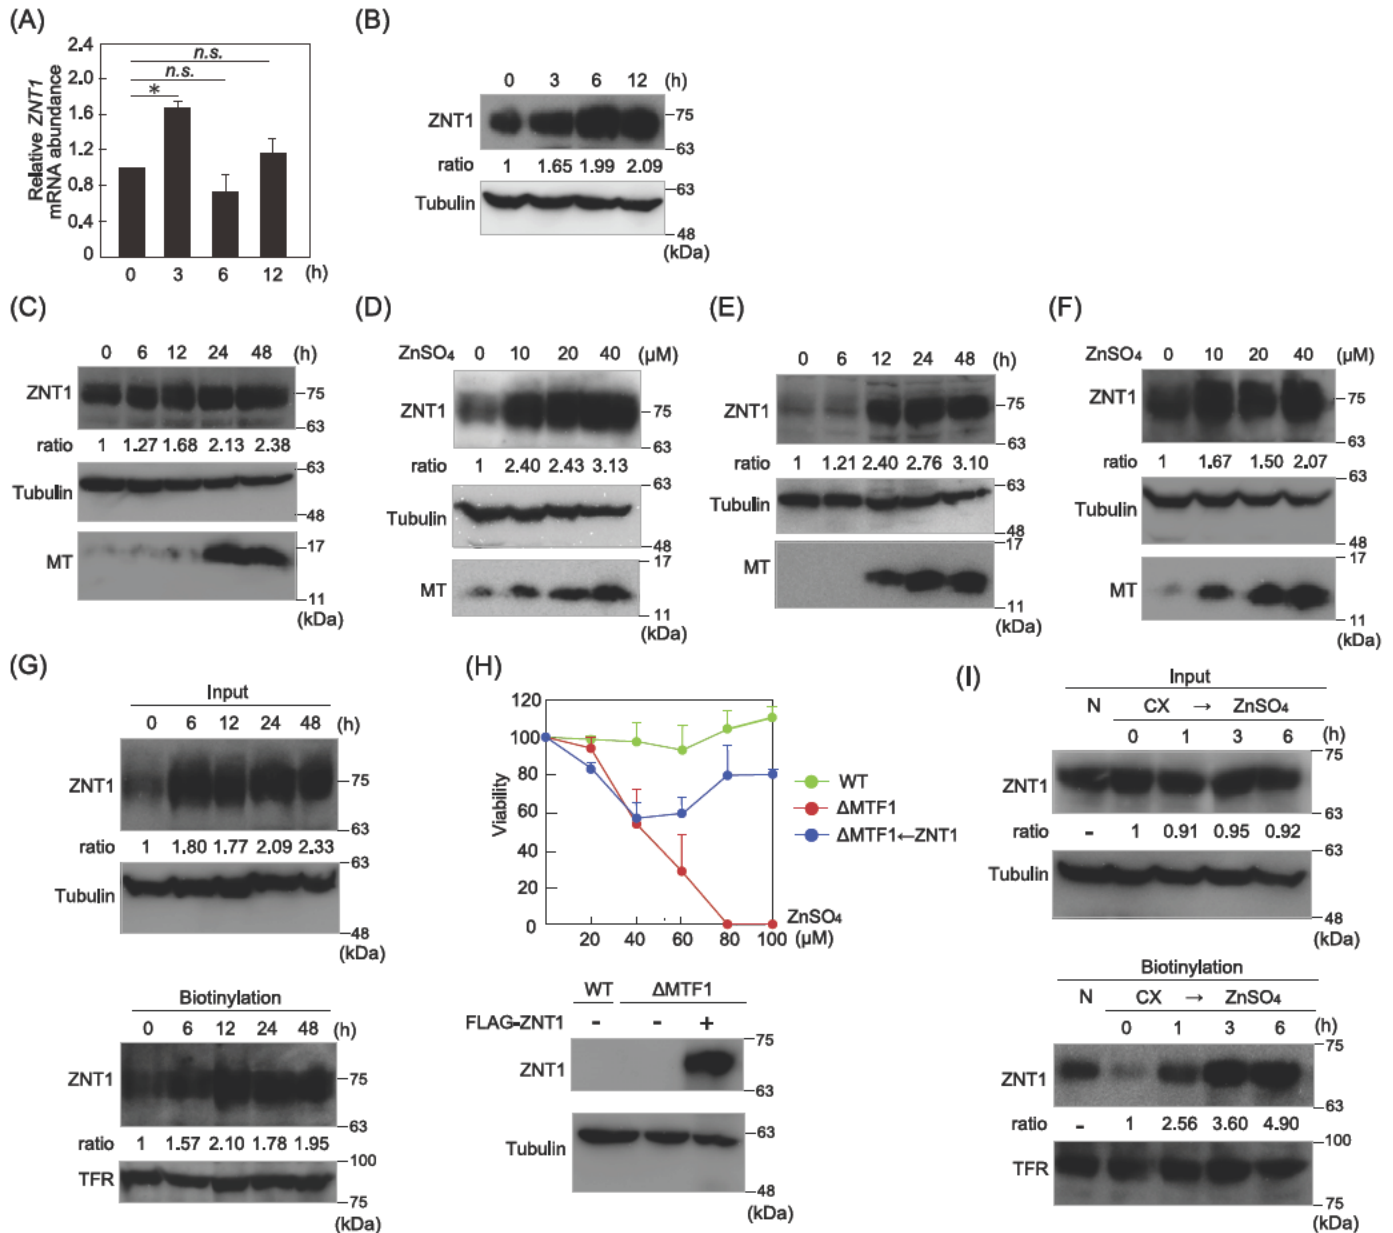 (A)
2.4
2.0
1.6
1.2
0.8
0.4
0
Relative ZNT1
mRNA abundance
n.s.
n.s.
*
0 3 6 12 (h)
(B)
0 3 6 12 (h)
ZNT1
75
63
ratio 1 1.65 1.99 2.09
63
Tubulin
48
(kDa)
(C)
0 6 12 24 48 (h)
ZNT1
75
63
ratio 1 1.27 1.68 2.13 2.38
63
Tubulin
48
17
MT
11
(kDa)
(D)
ZnSO4 0 10 20 40 (µM)
ZNT1
75
63
ratio 1 2.40 2.43 3.13
63
Tubulin
48
17
MT
11
(kDa)
(E)
0 6 12 24 48 (h)
ZNT1
75
63
ratio 1 1.21 2.40 2.76 3.10
63
Tubulin
48
17
MT
11
(kDa)
(F)
ZnSO4 0 10 20 40 (µM)
ZNT1
75
63
ratio 1 1.67 1.50 2.07
63
Tubulin
48
17
MT
11
(kDa)
(G)
Input
0 6 12 24 48 (h)
ZNT1
75
63
ratio 1 1.80 1.77 2.09 2.33
63
Tubulin
48
(kDa)
Biotinylation
0 6 12 24 48 (h)
ZNT1
75
63
ratio 1 1.57 2.10 1.78 1.95
100
TFR
75
(kDa)
(H)
120
100
80
60
40
20
0
Viability
20 40 60 80 100
ZnSO4
(µM)
WT
ΔMTF1
ΔMTF1←ZNT1
WT ΔMTF1
FLAG-ZNT1 - - +
75
ZNT1
63
63
Tubulin
48
(kDa)
(I)
Input
N CX → ZnSO4
0 1 3 6 (h)
75
ZNT1
63
ratio - 1 0.91 0.95 0.92
63
Tubulin
48
(kDa)
Biotinylation
N CX → ZnSO4
0 1 3 6 (h)
75
ZNT1
63
ratio - 1 2.56 3.60 4.90
100
TFR
75
(kDa)